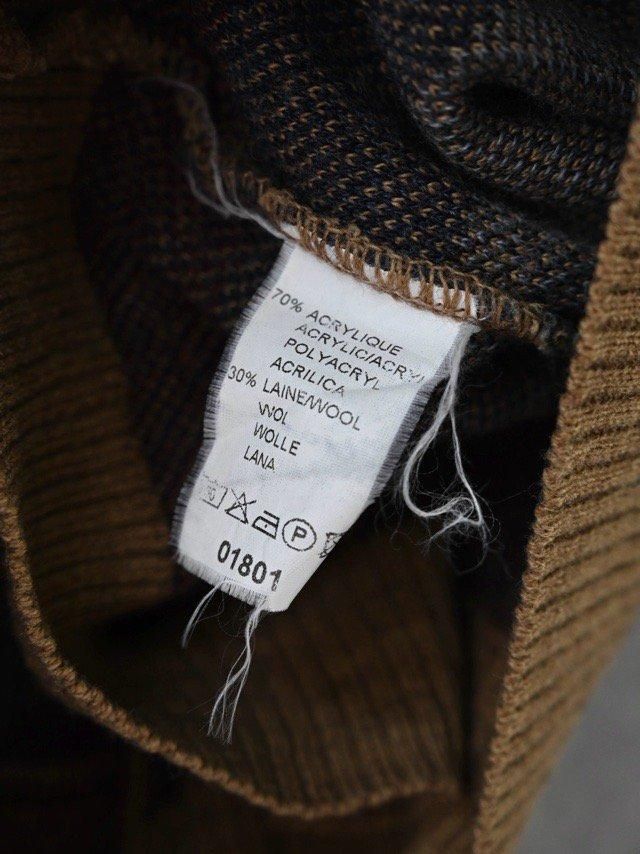 70% ACRYLIQUE
ACRYLIC/ACRYL
POLYACRYL
ACRILICA
30% LAINE/WOOL
WOL
WOLLE
LANA
P
01801